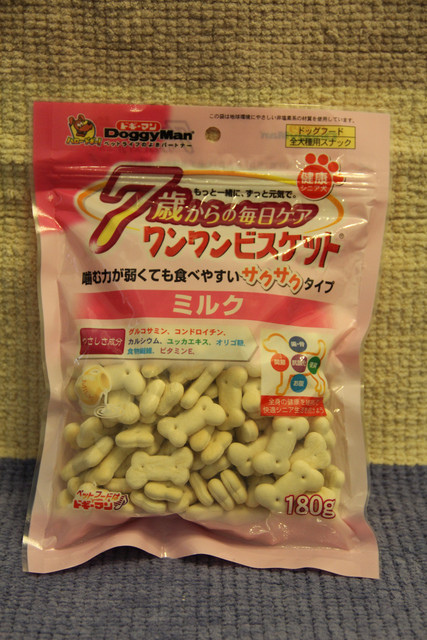 この袋は地球環境にやさしい非塩素系の材質を使用しています。
ドギーマン
DoggyMan
ドッグフード
全犬種用スナック
健康
シニア犬
もっと一緒に、ずっと元気で。
7歳からの毎日ケア
ワンワンビスケット
噛む力が弱くても食べやすいサクサクタイプ
ミルク
やさしさ成分
グルコサミン、コンドロイチン、
カルシウム、ユッカエキス、オリゴ糖、
食物繊維、ビタミンE。
全身の健康を維持し
ペットフードは
ドギーマン
180g